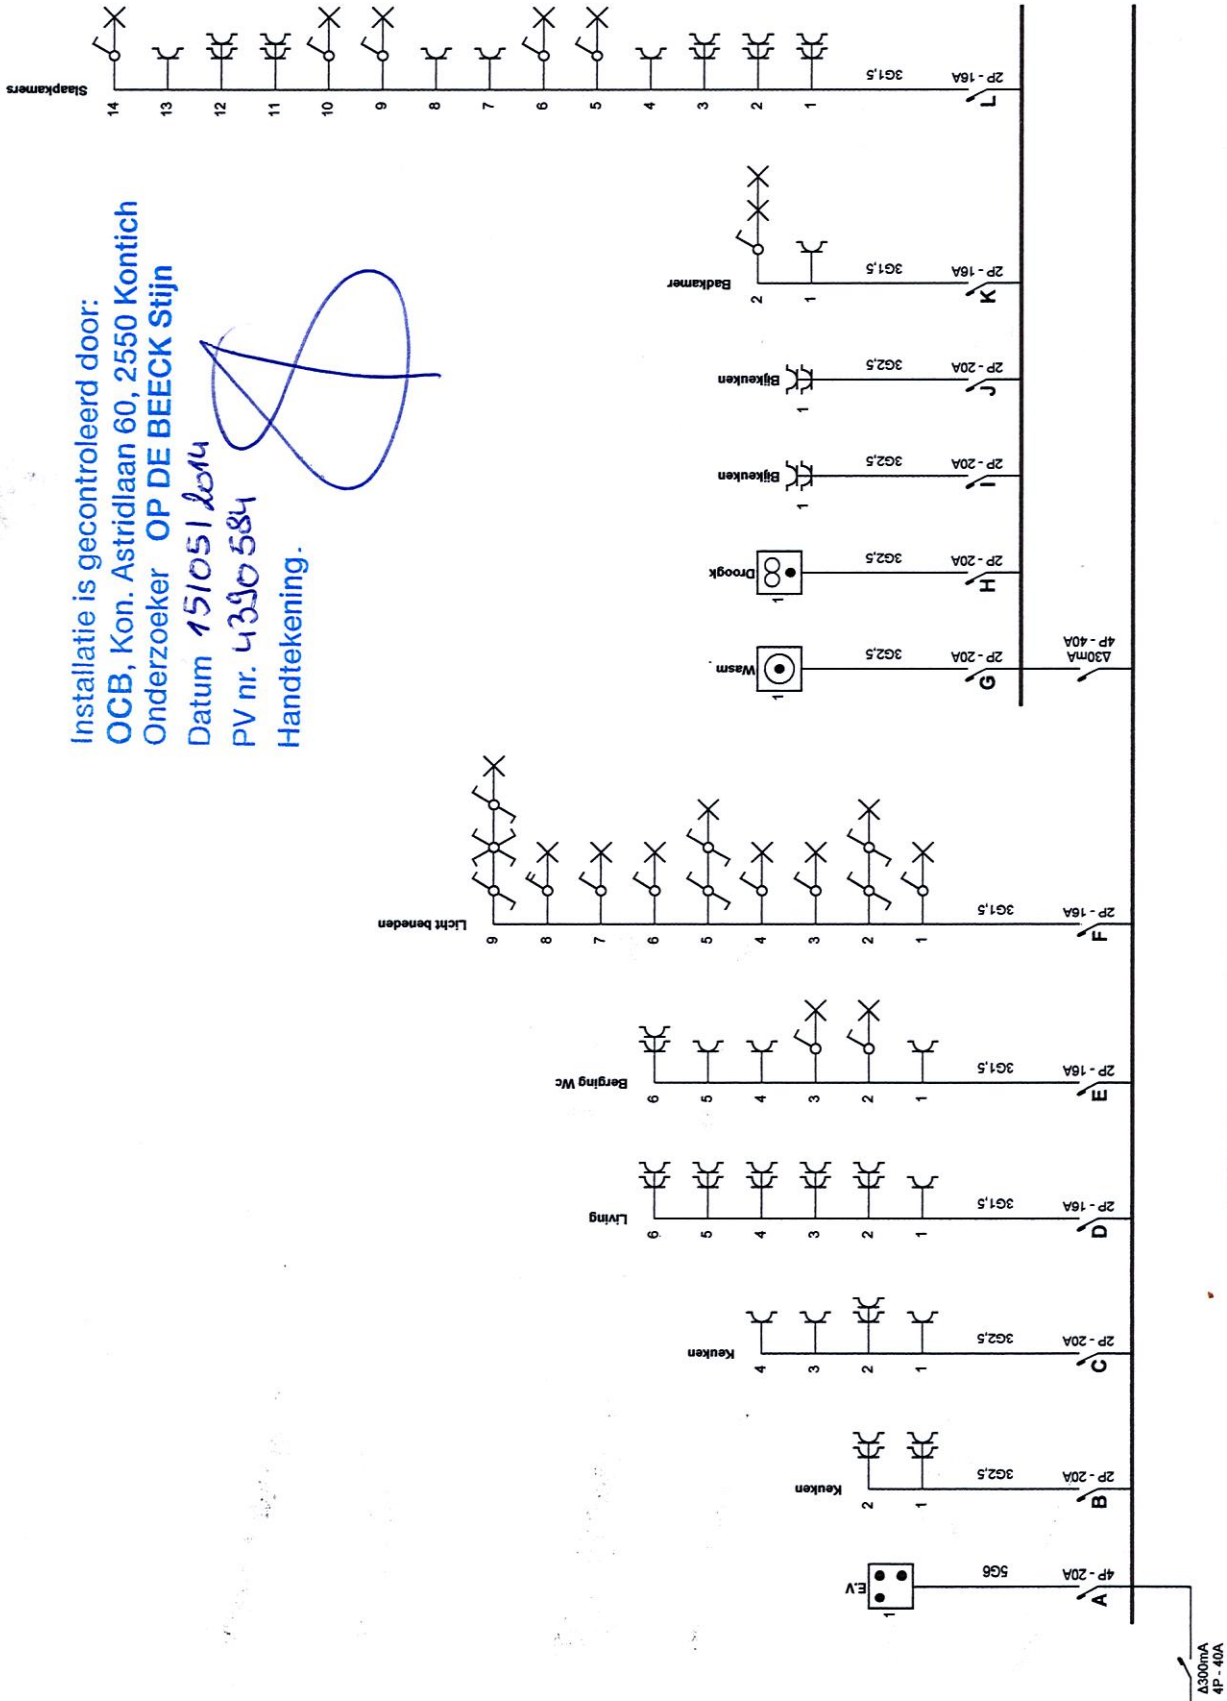 Installatie is gecontroleerd door:
OCB, Kon. Astridlaan 60, 2550 Kontich
Onderzoeker OP DE BEECK Stijn
Datum 15/05/2014
PV nr. 4390584
Handtekening.
Δ300mA
4P - 40A
A
4P - 20A
5G6
1
E.V
B
2P - 20A
3G2,5
1
2
Keuken
C
2P - 20A
3G2,5
1
2
3
4
Keuken
D
2P - 16A
3G1,5
1
2
3
4
5
6
Living
E
2P - 16A
3G1,5
1
2
3
4
5
6
Berging Wc
F
2P - 16A
3G1,5
1
2
3
4
5
6
7
8
9
Licht beneden
Δ30mA
4P - 40A
G
2P - 20A
3G2,5
1
Wasm
H
2P - 20A
3G2,5
1
Droogk
I
2P - 20A
3G2,5
1
Bijkeuken
J
2P - 20A
3G2,5
1
Bijkeuken
K
2P - 16A
3G1,5
1
2
Badkamer
L
2P - 16A
3G1,5
1
2
3
4
5
6
7
8
9
10
11
12
13
14
Slaapkamers